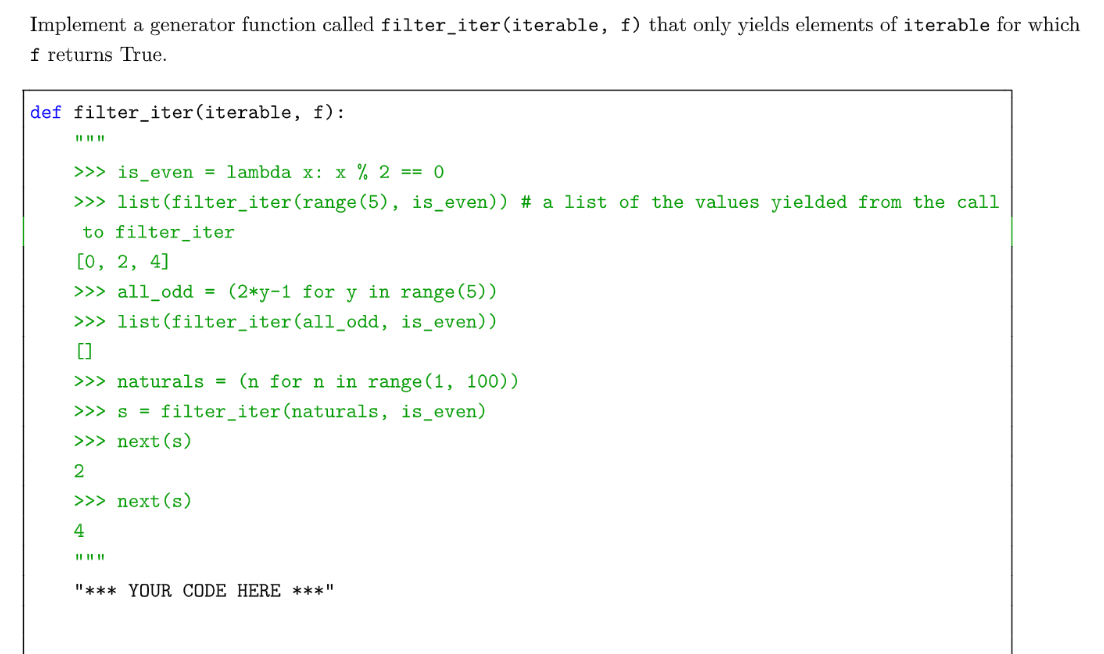 Implement a generator function called filter_iter(iterable, f) that only yields elements of iterable for which
f returns True.
def filter_iter(iterable, f):
"""
>>> is_even = lambda x: x % 2 == 0
>>> list(filter_iter(range(5), is_even)) # a list of the values yielded from the call
to filter_iter
[0, 2, 4]
>>> all_odd = (2*y-1 for y in range(5))
>>> list(filter_iter(all_odd, is_even))
[]
>>> naturals = (n for n in range(1, 100))
>>> s = filter_iter(naturals, is_even)
>>> next(s)
2
>>> next(s)
4
"""
"*** YOUR CODE HERE ***"